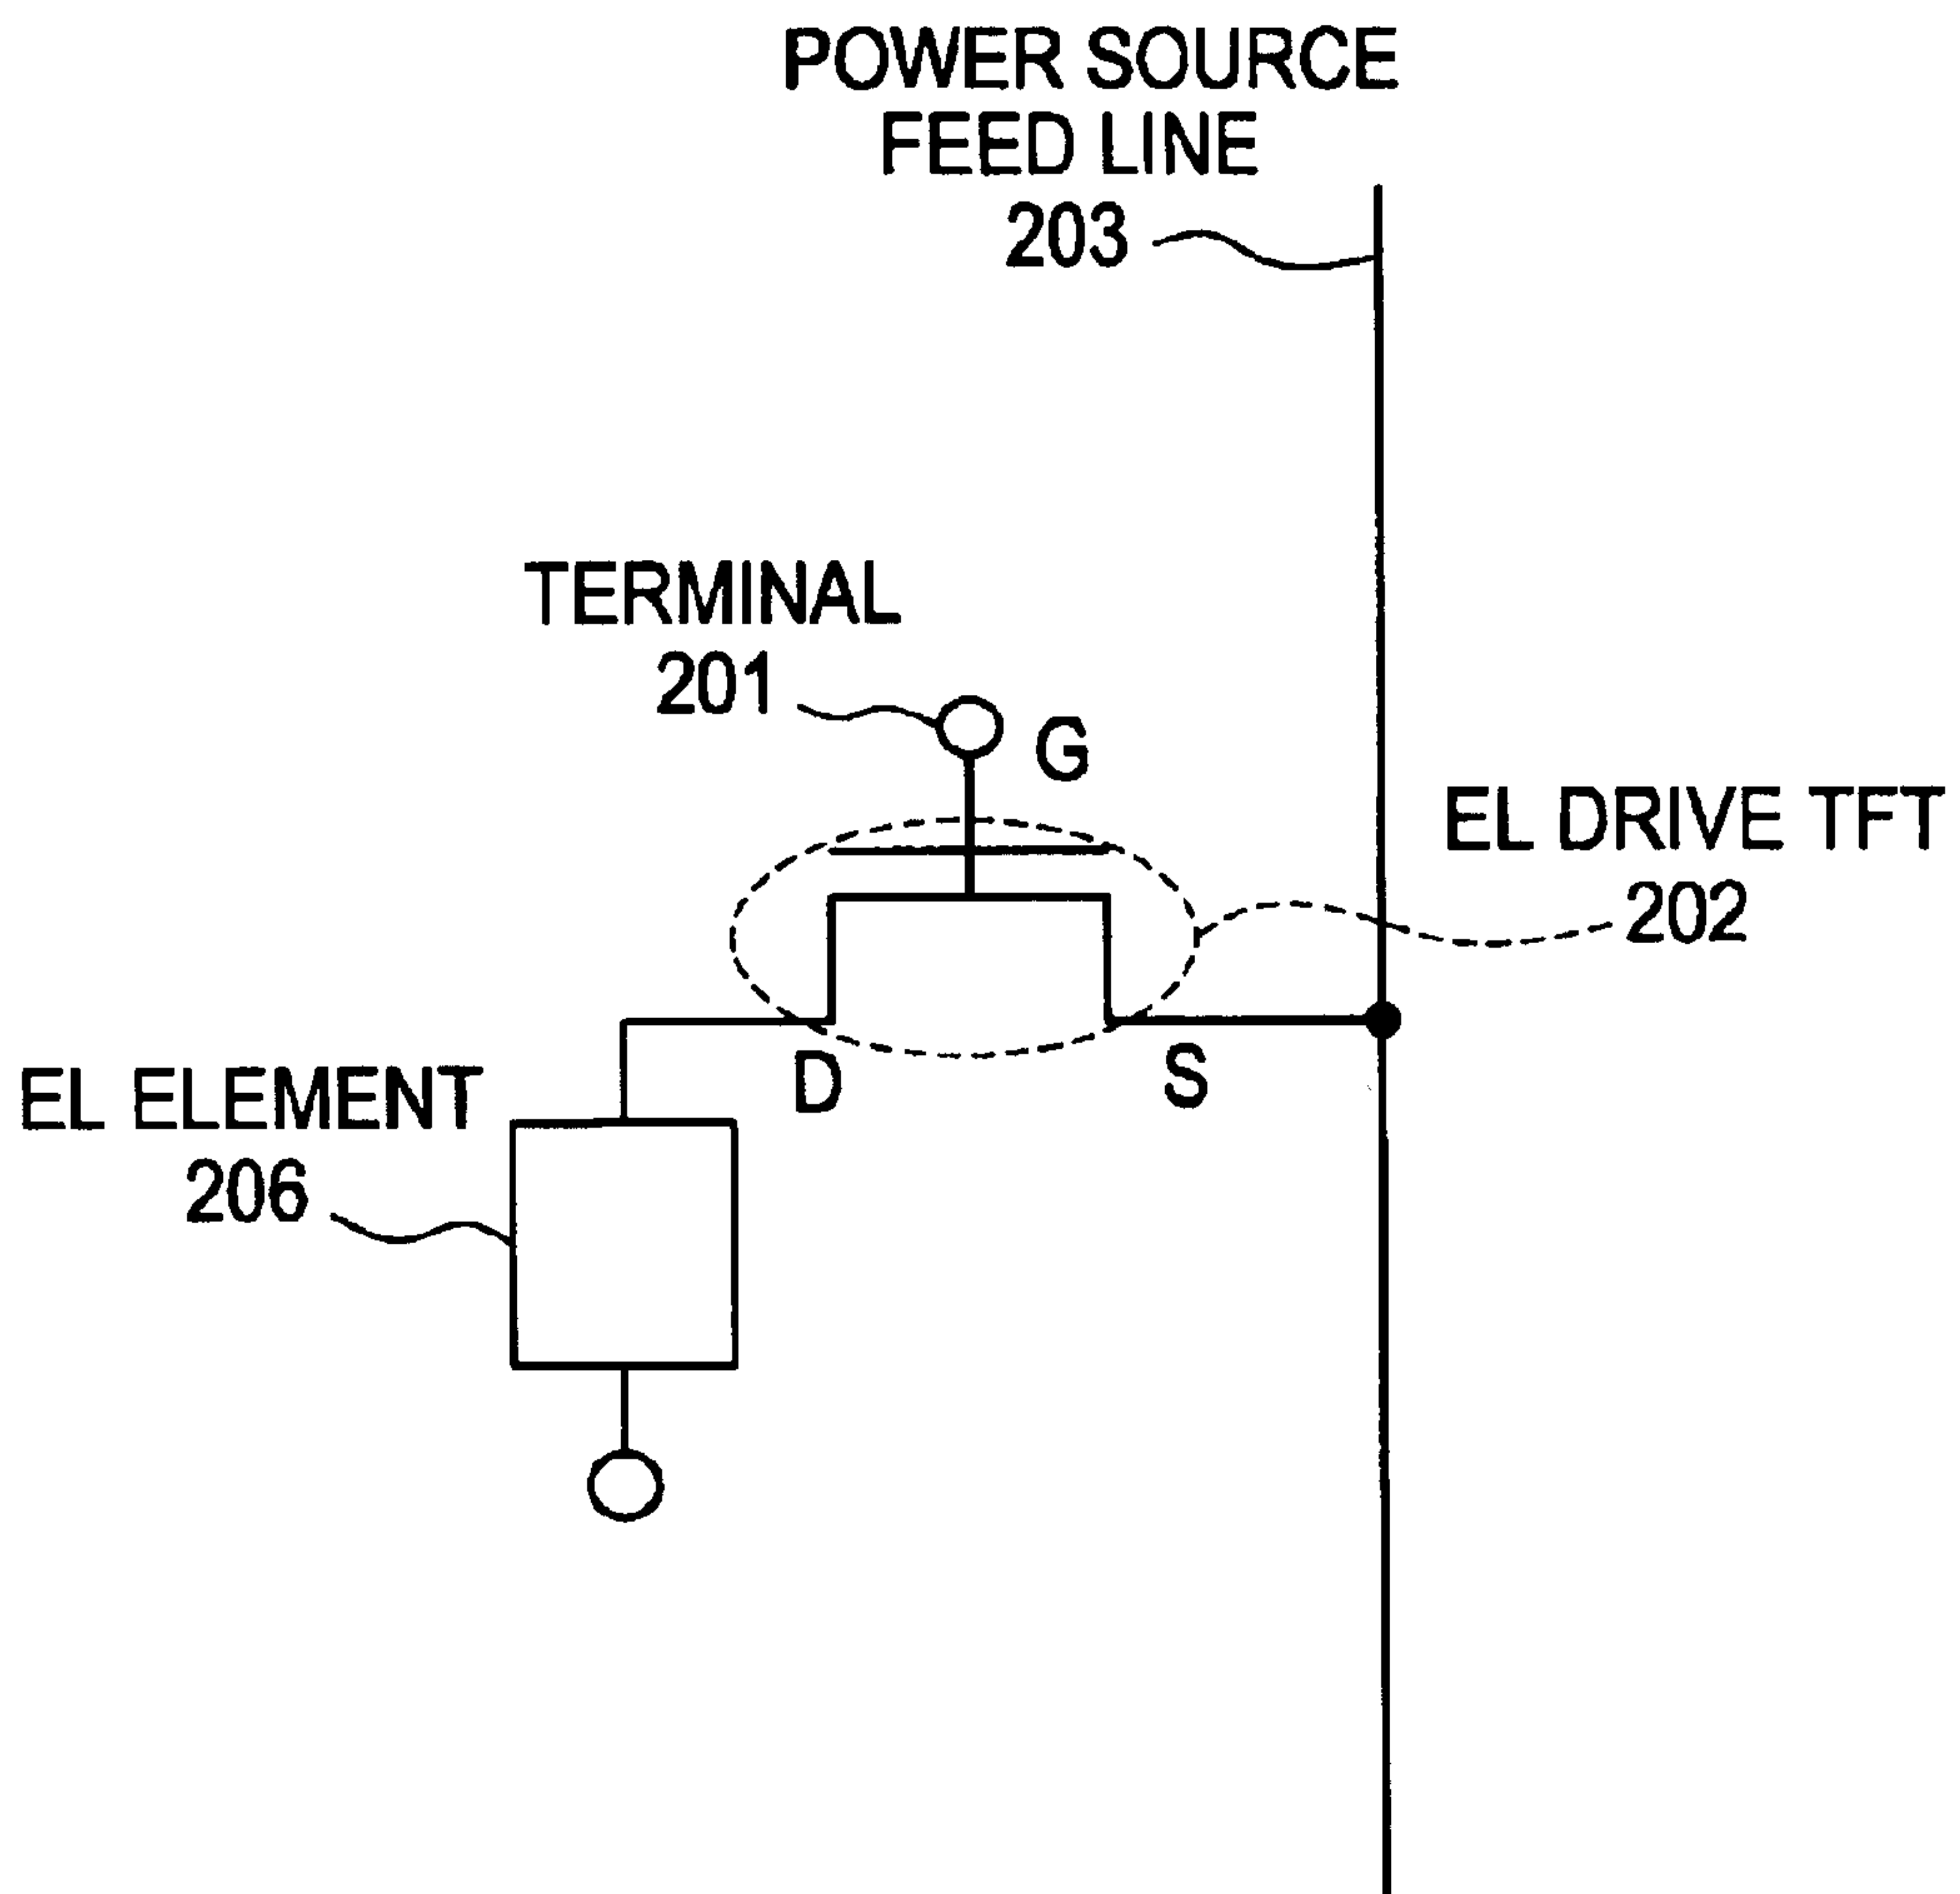 POWER SOURCE
FEED LINE
203
TERMINAL
201
G
EL DRIVE TFT
202
D
S
EL ELEMENT
206